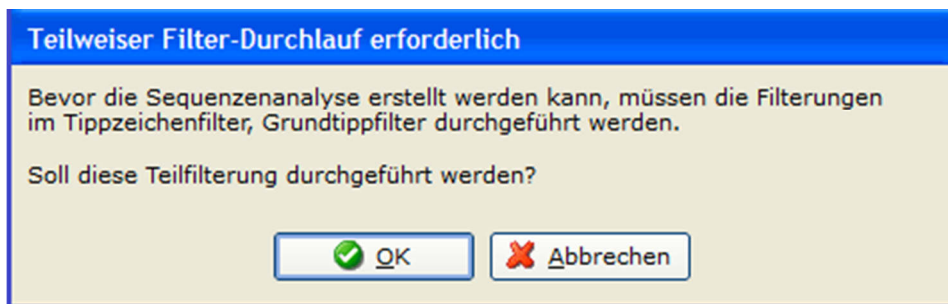 Teilweiser Filter-Durchlauf erforderlich
Bevor die Sequenzenanalyse erstellt werden kann, müssen die Filterungen
im Tippzeichenfilter, Grundtippfilter durchgeführt werden.
Soll diese Teilfilterung durchgeführt werden?
OK
Abbrechen